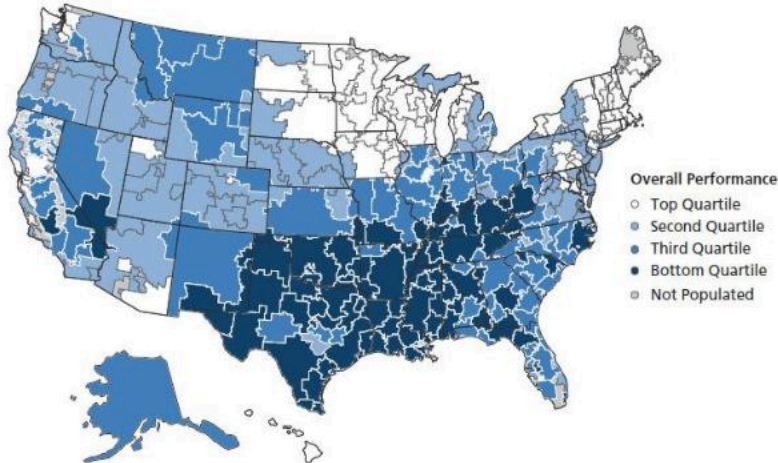 Overall Performance
Top Quartile
Second Quartile
Third Quartile
Bottom Quartile
Not Populated